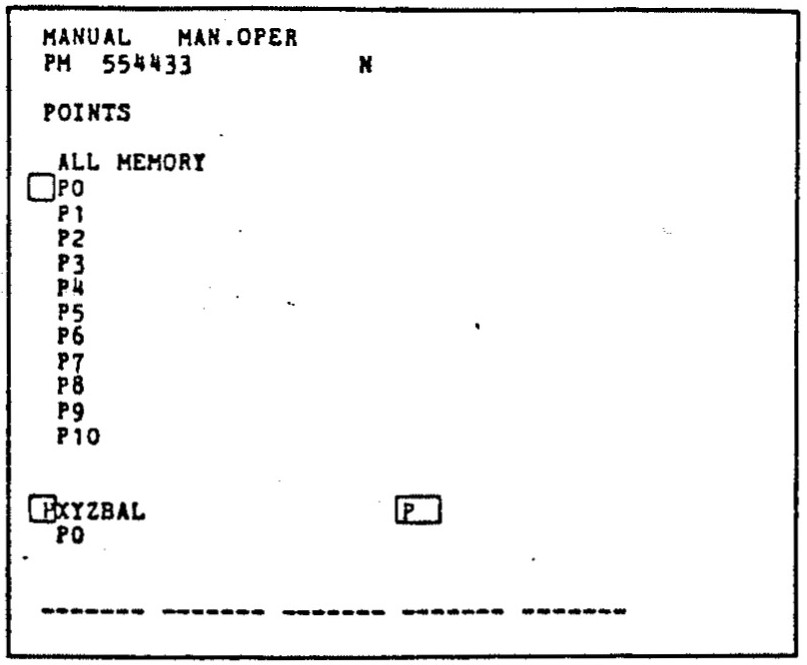 MANUAL MAN.OPER
PM 554433 N
POINTS
ALL MEMORY
P0
P1
P2
P3
P4
P5
P6
P7
P8
P9
P10
HXYZBAL P
P0
------- ------- ------- ------- -------